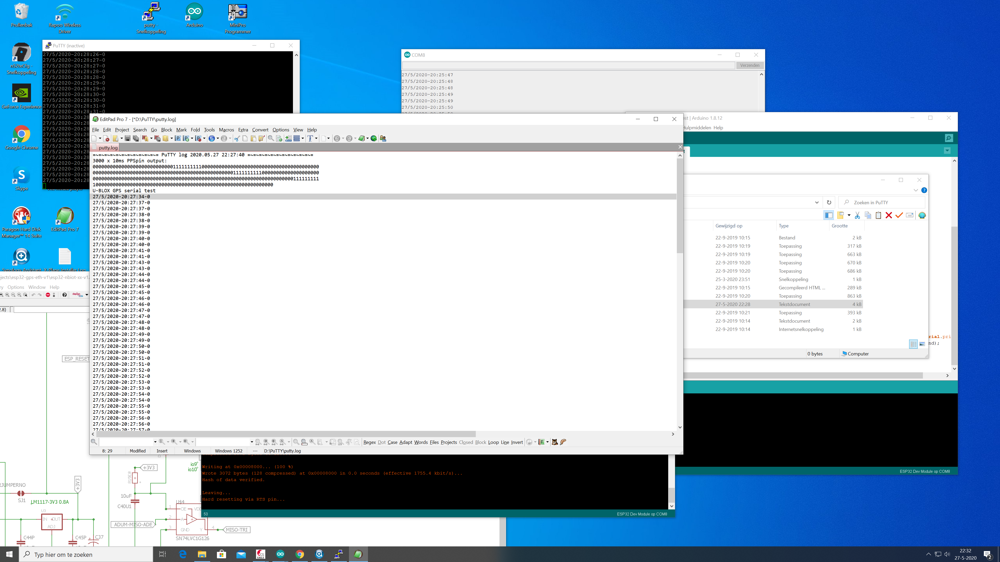 Prullenbak
Rapoo Wireless
Driver
putty -
Snelkoppeling
Arduino
MiniPro
Programmer
n52teCfg -
Snelkoppeling
GeForce Experience
Google Chrome
Skype
Paragon Hard Disk
Manager™ 14 Suite
EditPad Pro 7
Synology Assistant
X-Plane Installer Log
PuTTY (inactive)
27/5/2020-20:28:26-0
27/5/2020-20:28:27-0
27/5/2020-20:28:27-0
27/5/2020-20:28:28-0
27/5/2020-20:28:28-0
27/5/2020-20:28:29-0
27/5/2020-20:28:29-0
27/5/2020-20:28:30-0
27/5/2020-20:28:30-0
27/5/2020-20:28:31-0
27/5/2020-20:28:31-0
27/5/2020-20:28
27/5/2020-20:28
27/5/2020-20:28
27/5/2020-20:28
27/5/2020-20:28
27/5/2020-20:28
27/5/2020-20:28
27/5/2020-20:28
27/5/2020-20:28
27/5/2020-20:28
27/5/2020-20:28
27/5/2020-20:28
COM8
Verzenden
27/5/2020-20:25:47
27/5/2020-20:25:48
27/5/2020-20:25:48
27/5/2020-20:25:49
27/5/2020-20:25:49
27/5/2020-20:25:50
EditPad Pro 7 - [*D:\PuTTY\putty.log]
File Edit Project Search Go Block Mark Fold Tools Macros Extra Convert Options View Help
putty.log
=~=~=~=~=~=~=~=~=~=~=~= PuTTY log 2020.05.27 22:27:40 =~=~=~=~=~=~=~=~=~=~=~=
3000 x 10ms PPSpin output:
U-BLOX GPS serial test
27/5/2020-20:27:34-0
27/5/2020-20:27:37-0
27/5/2020-20:27:37-0
27/5/2020-20:27:38-0
27/5/2020-20:27:38-0
27/5/2020-20:27:39-0
27/5/2020-20:27:39-0
27/5/2020-20:27:40-0
27/5/2020-20:27:40-0
27/5/2020-20:27:41-0
27/5/2020-20:27:41-0
27/5/2020-20:27:43-0
27/5/2020-20:27:43-0
27/5/2020-20:27:44-0
27/5/2020-20:27:44-0
27/5/2020-20:27:45-0
27/5/2020-20:27:45-0
27/5/2020-20:27:46-0
27/5/2020-20:27:46-0
27/5/2020-20:27:47-0
27/5/2020-20:27:47-0
27/5/2020-20:27:48-0
27/5/2020-20:27:48-0
27/5/2020-20:27:49-0
27/5/2020-20:27:49-0
27/5/2020-20:27:50-0
27/5/2020-20:27:50-0
27/5/2020-20:27:51-0
27/5/2020-20:27:51-0
27/5/2020-20:27:52-0
27/5/2020-20:27:52-0
27/5/2020-20:27:53-0
27/5/2020-20:27:53-0
27/5/2020-20:27:54-0
27/5/2020-20:27:54-0
27/5/2020-20:27:55-0
27/5/2020-20:27:55-0
27/5/2020-20:27:56-0
27/5/2020-20:27:56-0
27/5/2020-20:27:57-0
Regex Dot Case Adapt Words Files Projects Closed Block Loop Line Invert
8: 29 Modified Insert Windows Windows 1252 --- D:\PuTTY\putty.log
est | Arduino 1.8.12
Hulpmiddelen Help
Zoeken in PuTTY
Gewijzigd op Type Grootte
22-9-2019 10:15 Bestand 2 kB
22-9-2019 10:19 Toepassing 317 kB
22-9-2019 10:19 Toepassing 663 kB
22-9-2019 10:20 Toepassing 670 kB
22-9-2019 10:20 Toepassing 686 kB
25-3-2020 23:51 Snelkoppeling 1 kB
22-9-2019 10:15 Gecompileerd HTML ... 289 kB
22-9-2019 10:20 Toepassing 863 kB
27-5-2020 22:28 Tekstdocument 4 kB
22-9-2019 10:21 Toepassing 393 kB
22-9-2019 10:14 Tekstdocument 2 kB
22-9-2019 10:14 Internetsnelkoppeling 1 kB
rial.pri
nd);
0 bytes Computer
ESP32 Dev Module op COM8
jects\esp32-gps-eth-v1\esp32-nbiot-xx-v12
ry Options Window Help
design link
2.8)
10k
ESP_RESET
io9
io10
+3V3
R15E8
RJUMPERNO
+3V3
SJ1
LM1117-3V3 0.8A
10uF
C40U1
U3
IN OUT
ADJ
U$4
1 OE VDD
2 A
3 GND Y 4
ADUM-MISO-ADE
MISO-TRI
SN74LVC1G126
C44P
C45P
C37
Writing at 0x00008000... (100 %)
Wrote 3072 bytes (128 compressed) at 0x00008000 in 0.0 seconds (effective 1755.4 kbit/s)...
Hash of data verified.
Leaving...
Hard resetting via RTS pin...
50
ESP32 Dev Module op COM8
Typ hier om te zoeken
22:32
27-5-2020
2